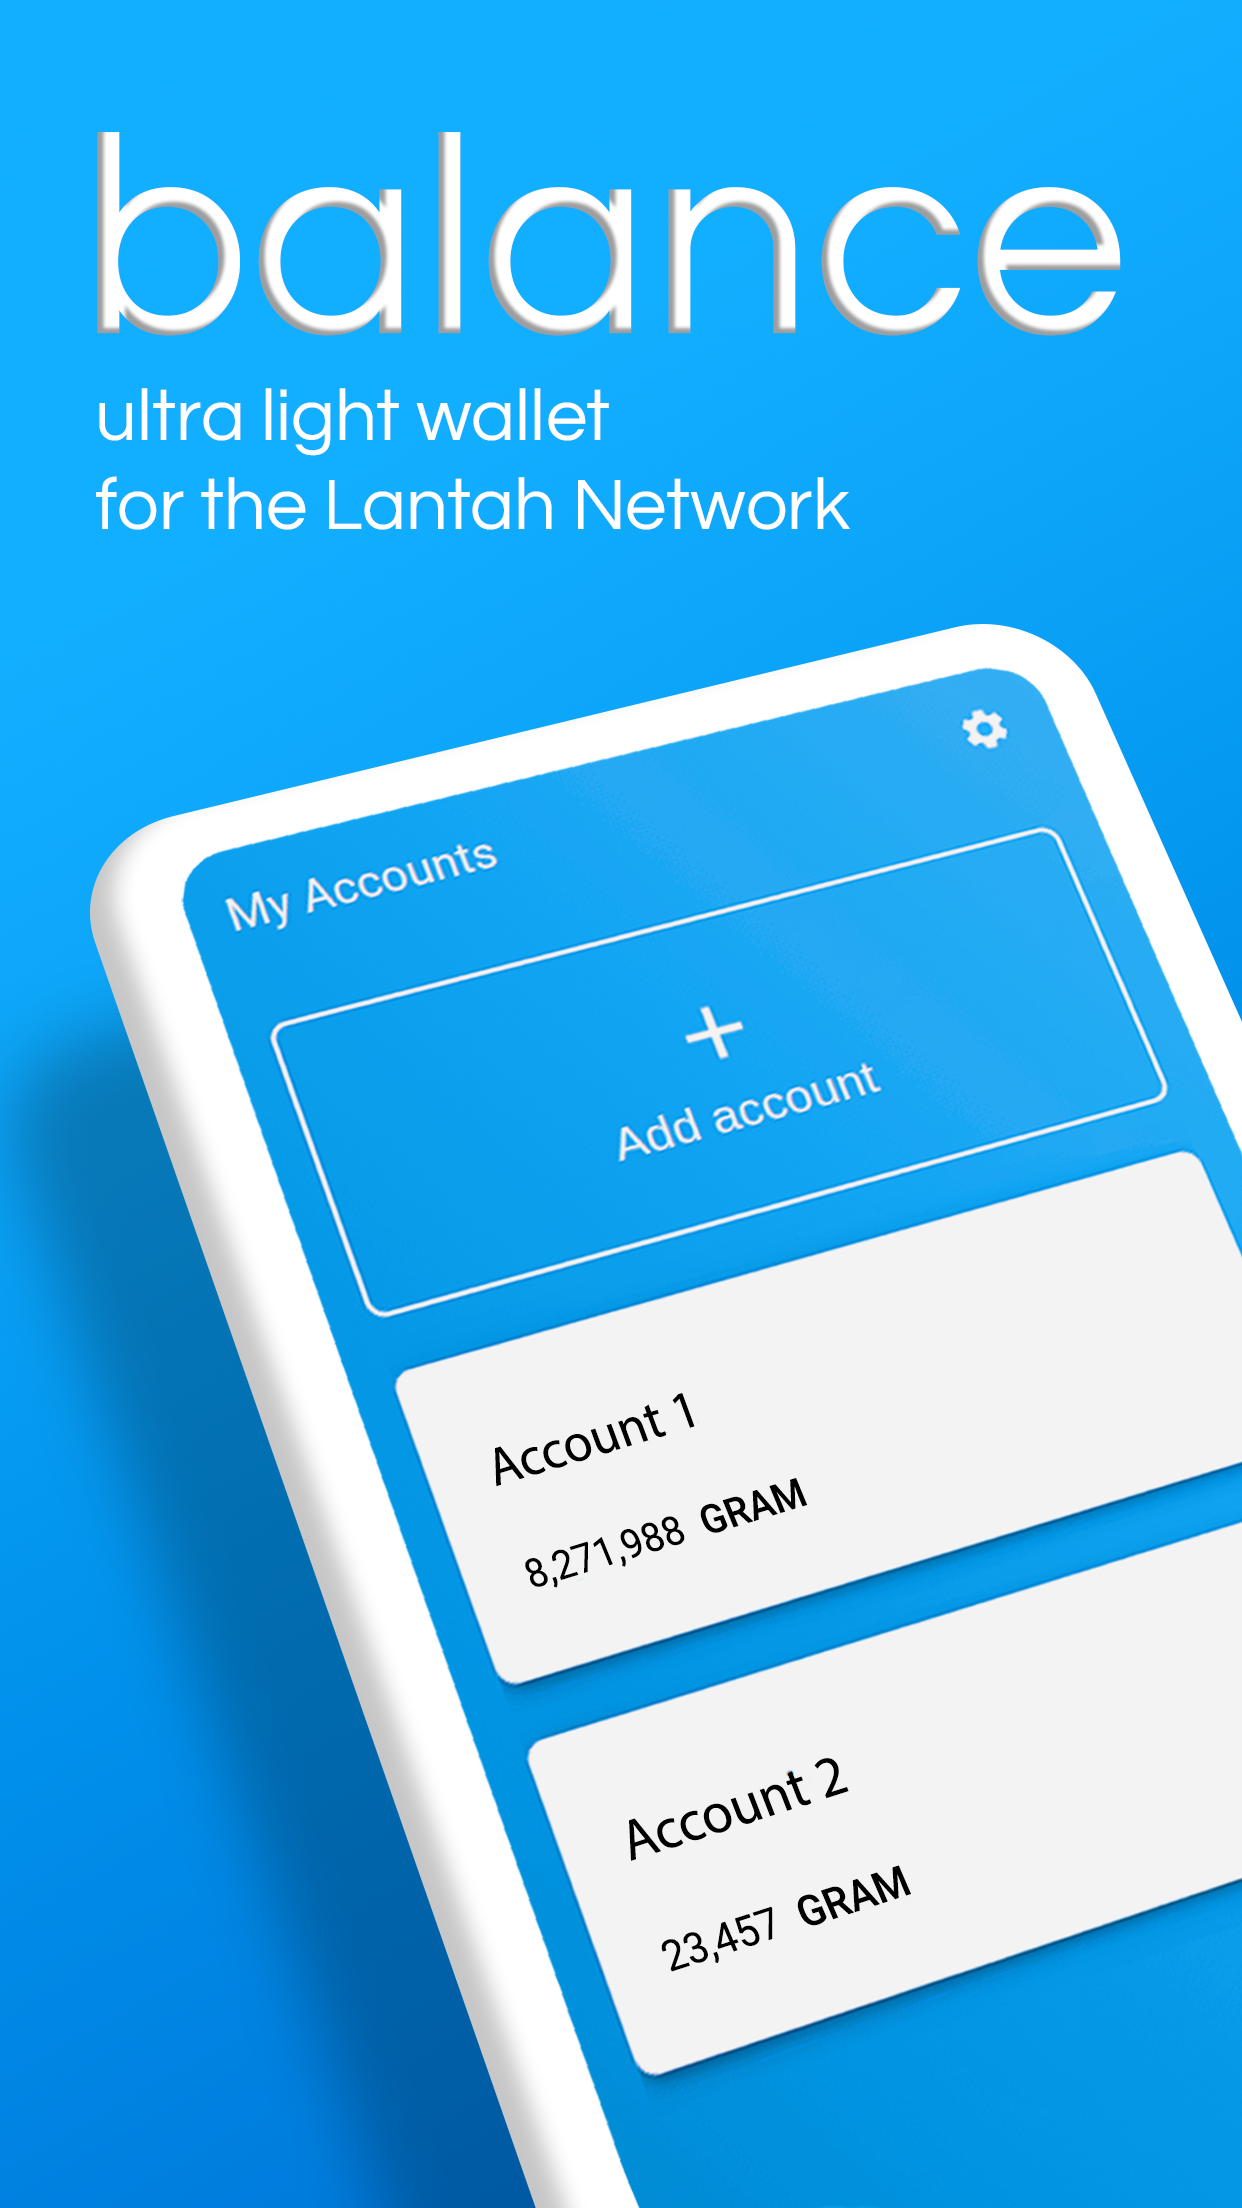 balance
ultra light wallet
for the Lantah Network
My Accounts
+
Add account
Account 1
8,271,988 GRAM
Account 2
23,457 GRAM